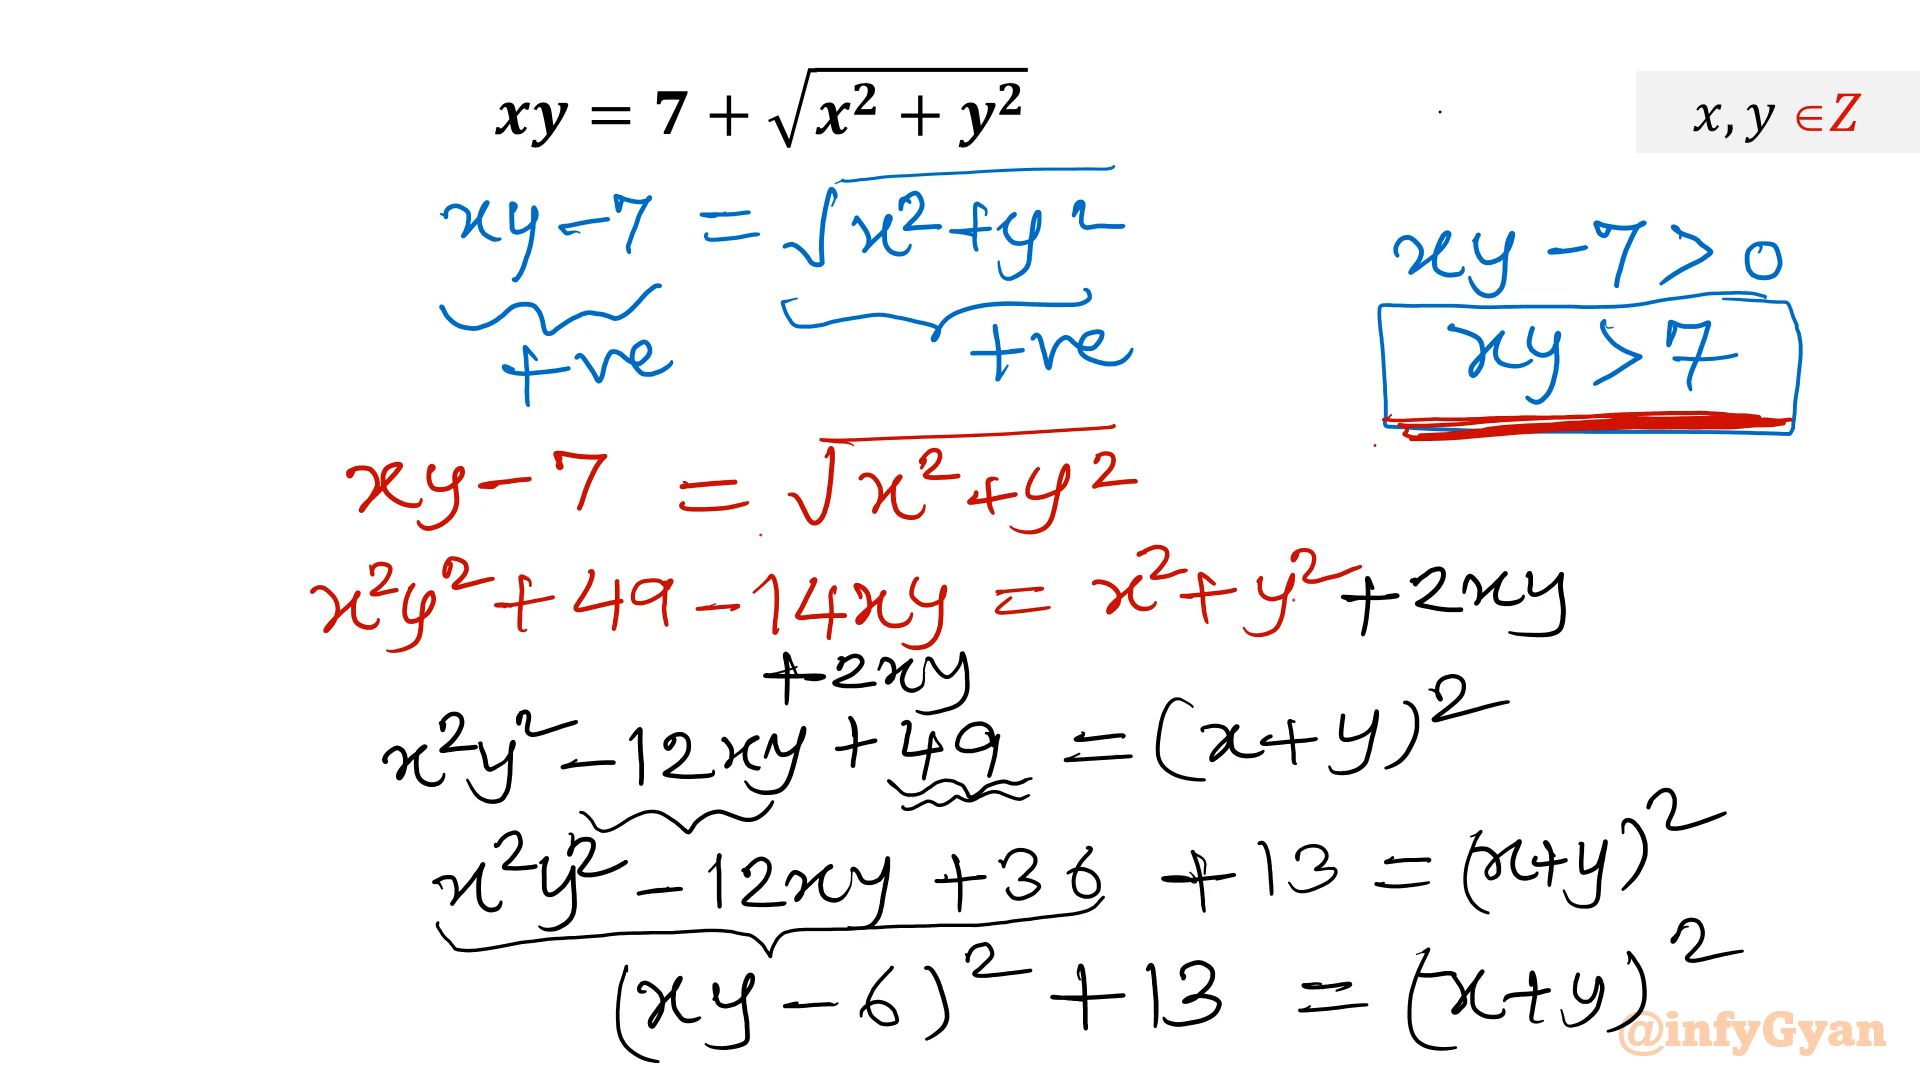 xy = 7 + √(x² + y²)
x, y ∈ Z
xy - 7 = √(x² + y²)
xy - 7 > 0
+ve +ve
xy > 7
xy - 7 = √(x² + y²)
x²y² + 49 - 14xy = x² + y² + 2xy
+2xy
x²y² - 12xy + 49 = (x + y)²
x²y² - 12xy + 36 + 13 = (x + y)²
(xy - 6)² + 13 = (x + y)²
@infyGyan